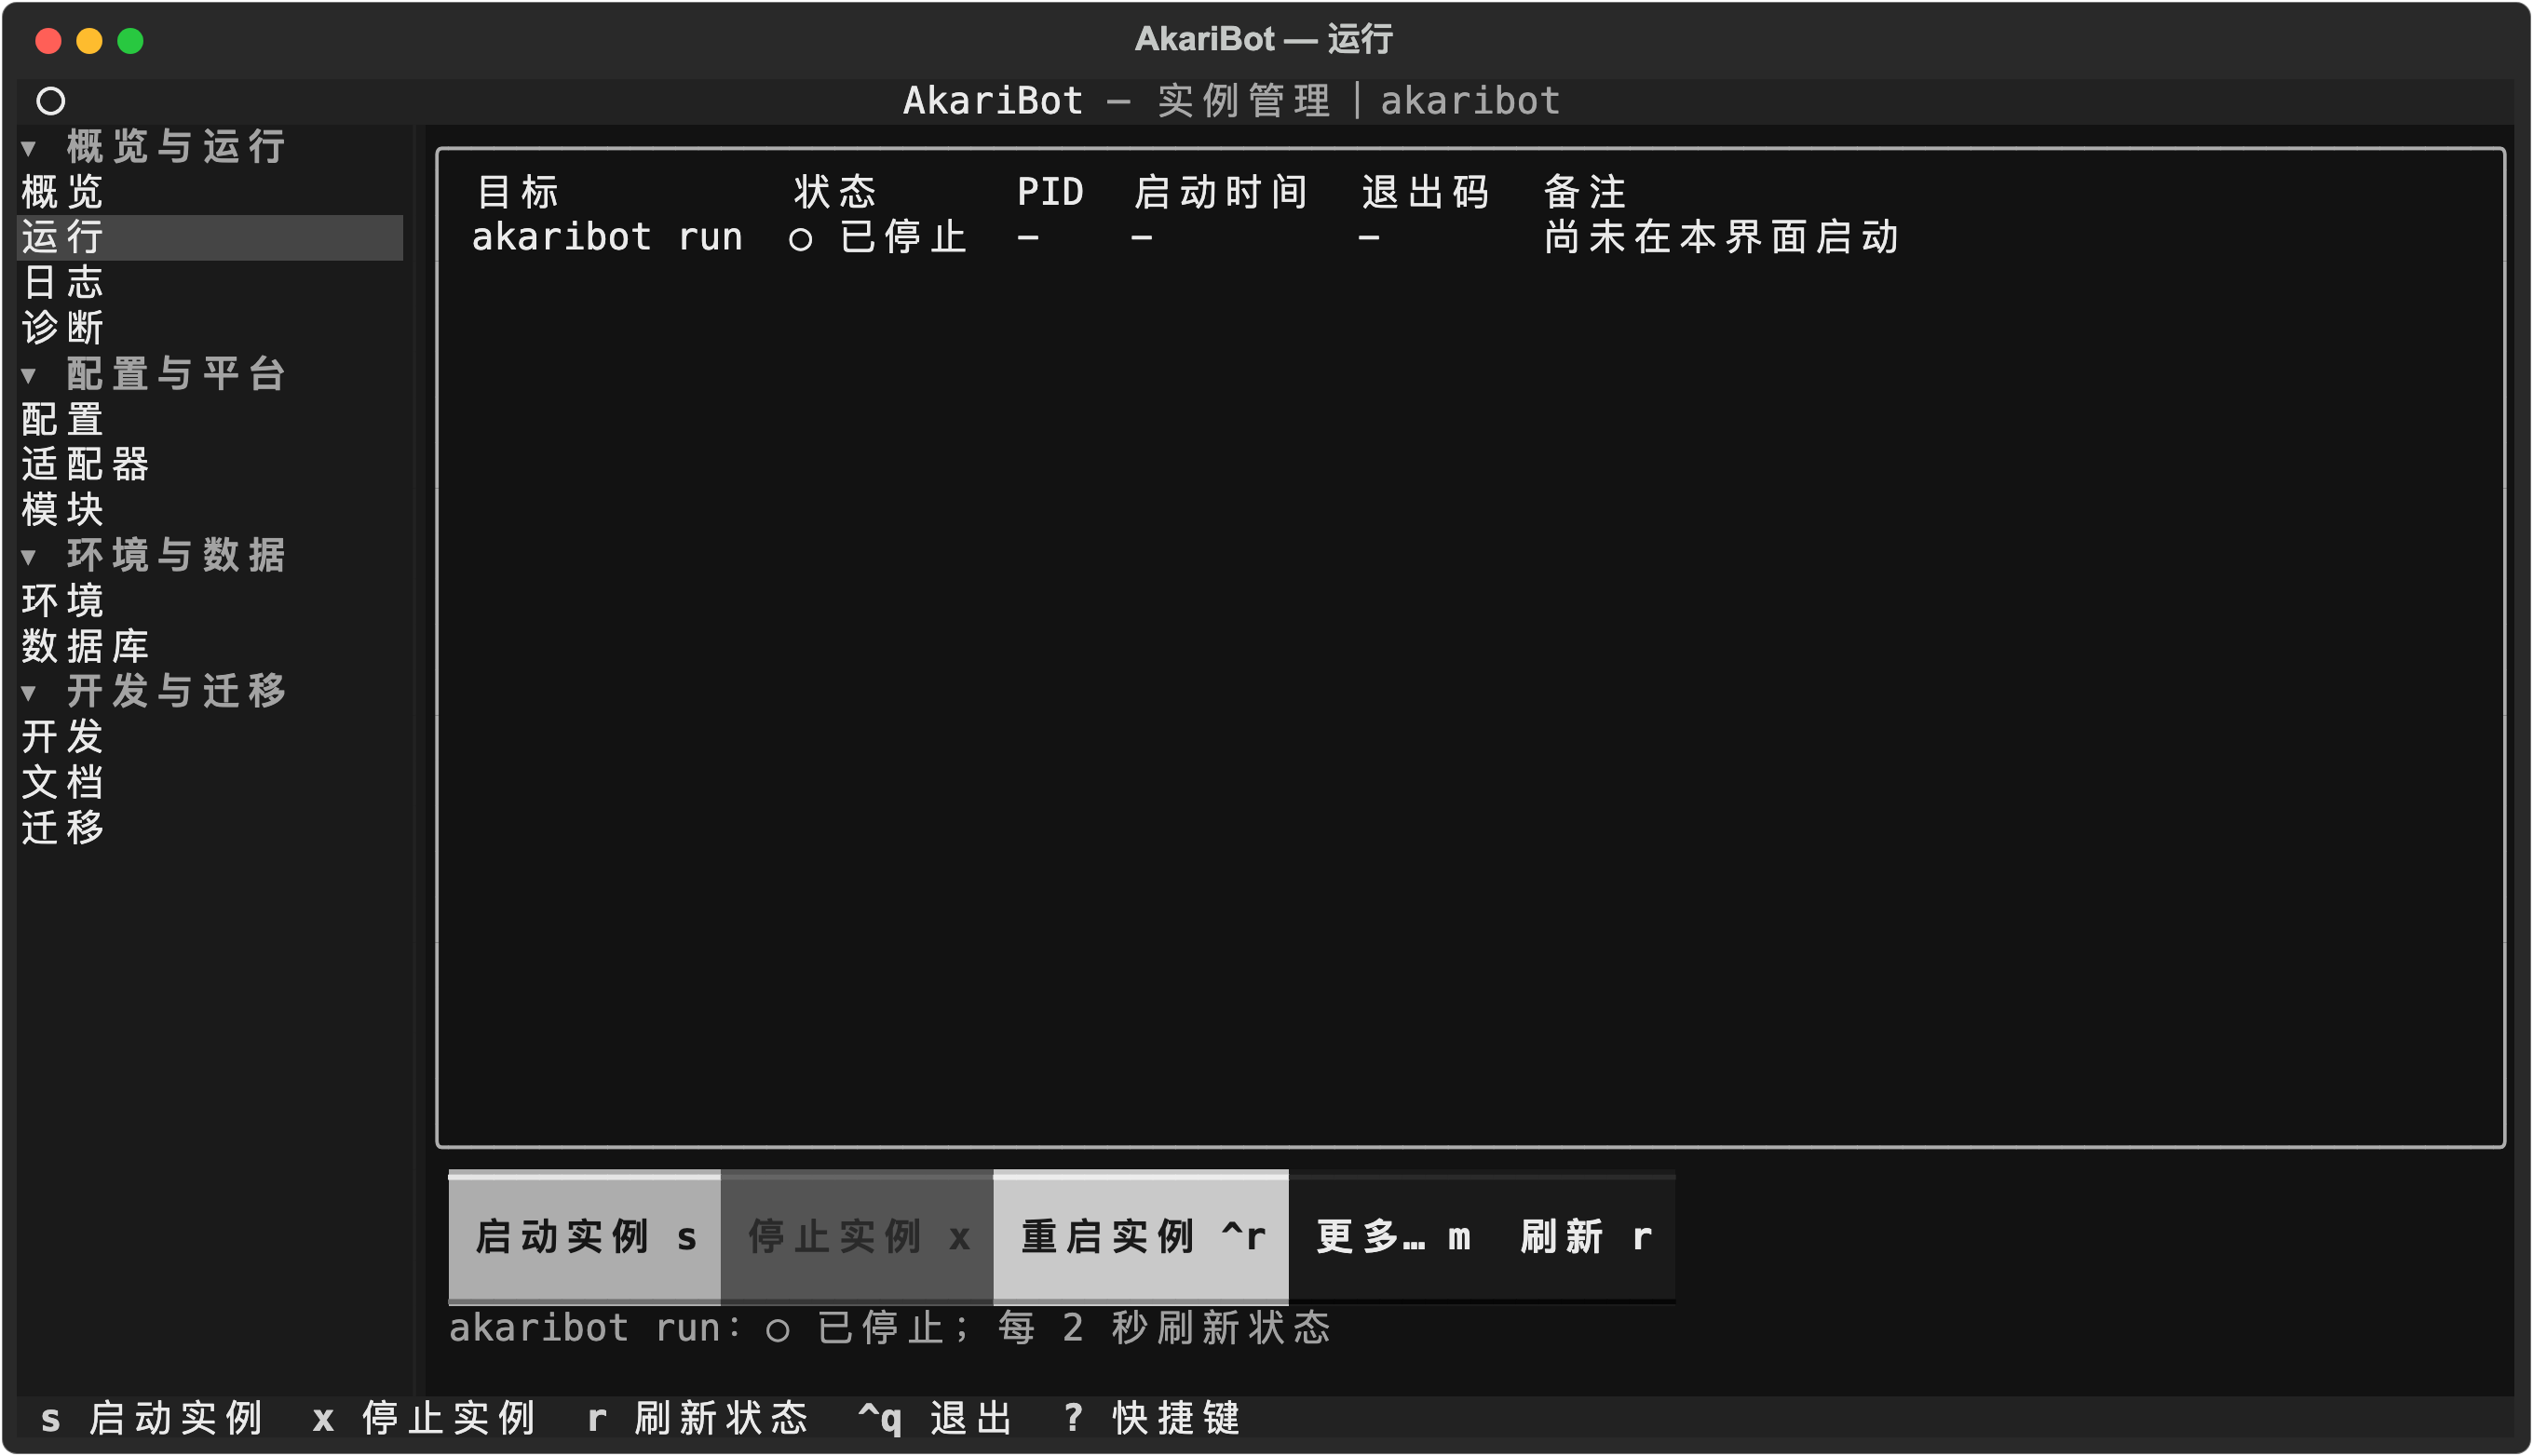 AkariBot — 运行
AkariBot — 实例管理 | akaribot
▼ 概览与运行
概览
运行
日志
诊断
▼ 配置与平台
配置
适配器
模块
▼ 环境与数据
环境
数据库
▼ 开发与迁移
开发
文档
迁移
目标 状态 PID 启动时间 退出码 备注
akaribot run ○ 已停止 — — — 尚未在本界面启动
启动实例 s 停止实例 x 重启实例 ^r 更多… m 刷新 r
akaribot run: ○ 已停止; 每 2 秒刷新状态
s 启动实例 x 停止实例 r 刷新状态 ^q 退出 ? 快捷键